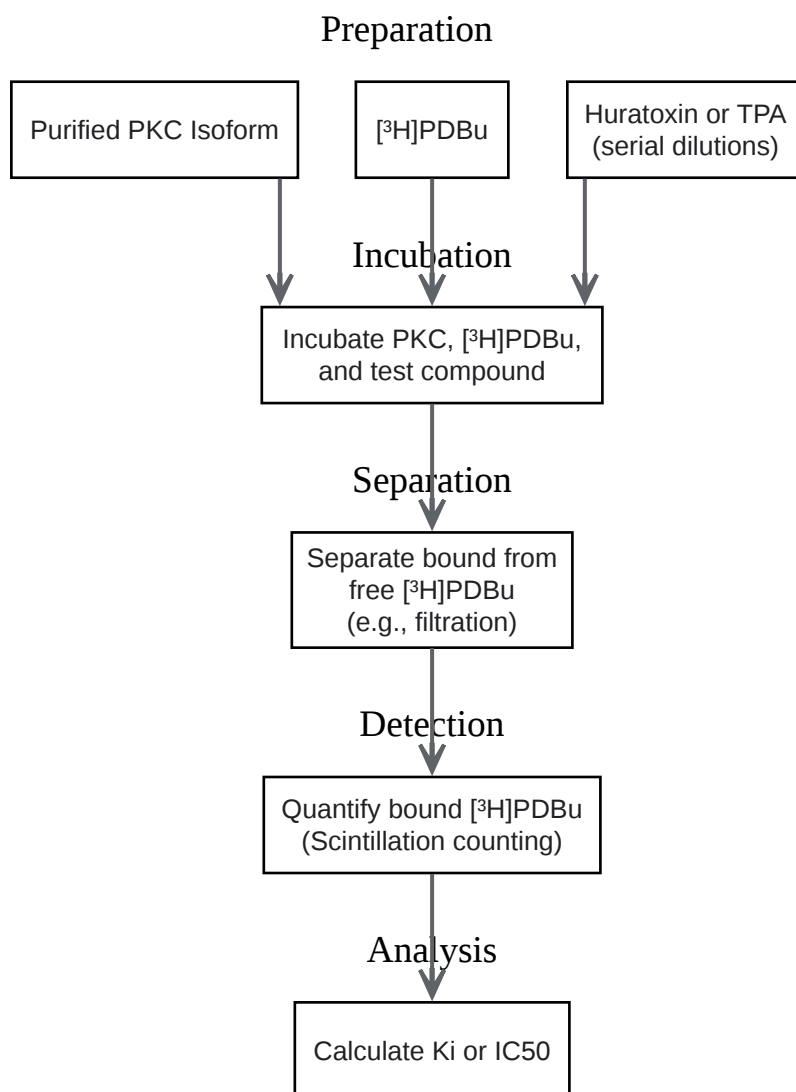 Preparation
Purified PKC Isoform
[³H]PDBu
Huratoxin or TPA
(serial dilutions)
Incubation
Incubate PKC, [³H]PDBu,
and test compound
Separation
Separate bound from
free [³H]PDBu
(e.g., filtration)
Detection
Quantify bound [³H]PDBu
(Scintillation counting)
Analysis
Calculate Ki or IC50